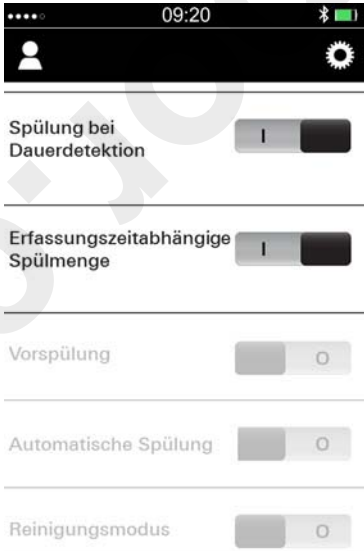 09:20
Spülung bei
Dauerdetektion
I
Erfassungszeitabhängige
Spülmenge
I
Vorspülung
O
Automatische Spülung
O
Reinigungsmodus
O